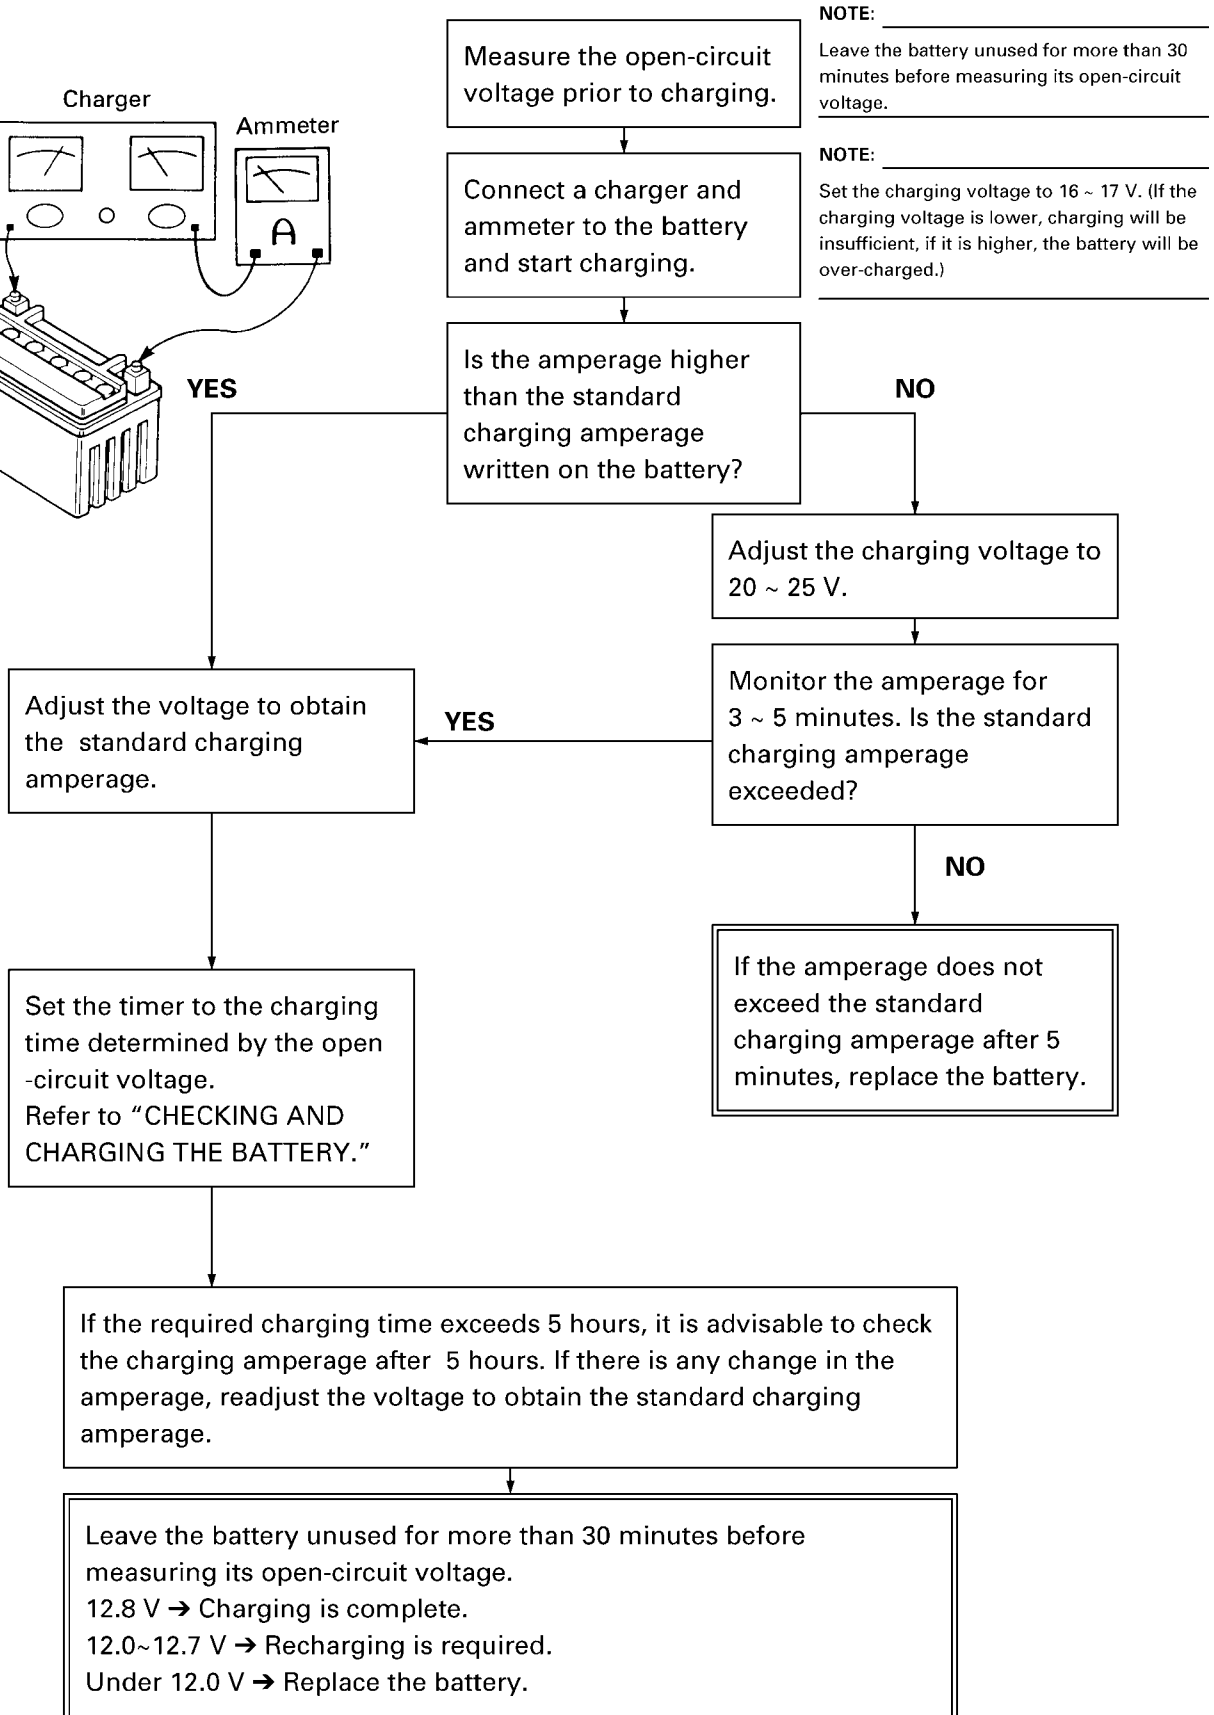 NOTE:
Leave the battery unused for more than 30
minutes before measuring its open-circuit
voltage.
Measure the open-circuit
voltage prior to charging.
Charger
Ammeter
A
NOTE:
Set the charging voltage to 16 ~ 17 V. (If the
charging voltage is lower, charging will be
insufficient, if it is higher, the battery will be
over-charged.)
Connect a charger and
ammeter to the battery
and start charging.
Is the amperage higher
than the standard
charging amperage
written on the battery?
YES
NO
Adjust the charging voltage to
20 ~ 25 V.
Monitor the amperage for
3 ~ 5 minutes. Is the standard
charging amperage
exceeded?
YES
Adjust the voltage to obtain
the  standard charging
amperage.
NO
If the amperage does not
exceed the standard
charging amperage after 5
minutes, replace the battery.
Set the timer to the charging
time determined by the open
-circuit voltage.
Refer to “CHECKING AND
CHARGING THE BATTERY.”
If the required charging time exceeds 5 hours, it is advisable to check
the charging amperage after  5 hours. If there is any change in the
amperage, readjust the voltage to obtain the standard charging
amperage.
Leave the battery unused for more than 30 minutes before
measuring its open-circuit voltage.
12.8 V ➔ Charging is complete.
12.0~12.7 V ➔ Recharging is required.
Under 12.0 V ➔ Replace the battery.